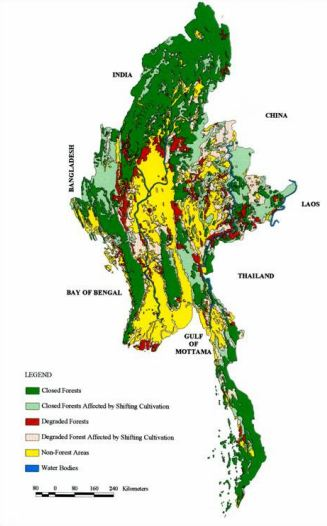 INDIA
CHINA
BANGLADESH
LAOS
THAILAND
BAY OF BENGAL
GULF
OF
MOTTAMA
LEGEND
Closed Forests
Closed Forests Affected by Shifting Cultivation
Degraded Forests
Degraded Forest Affected by Shifting Cultivation
Non-Forest Areas
Water Bodies
80 0 80 160 240 Kilometers